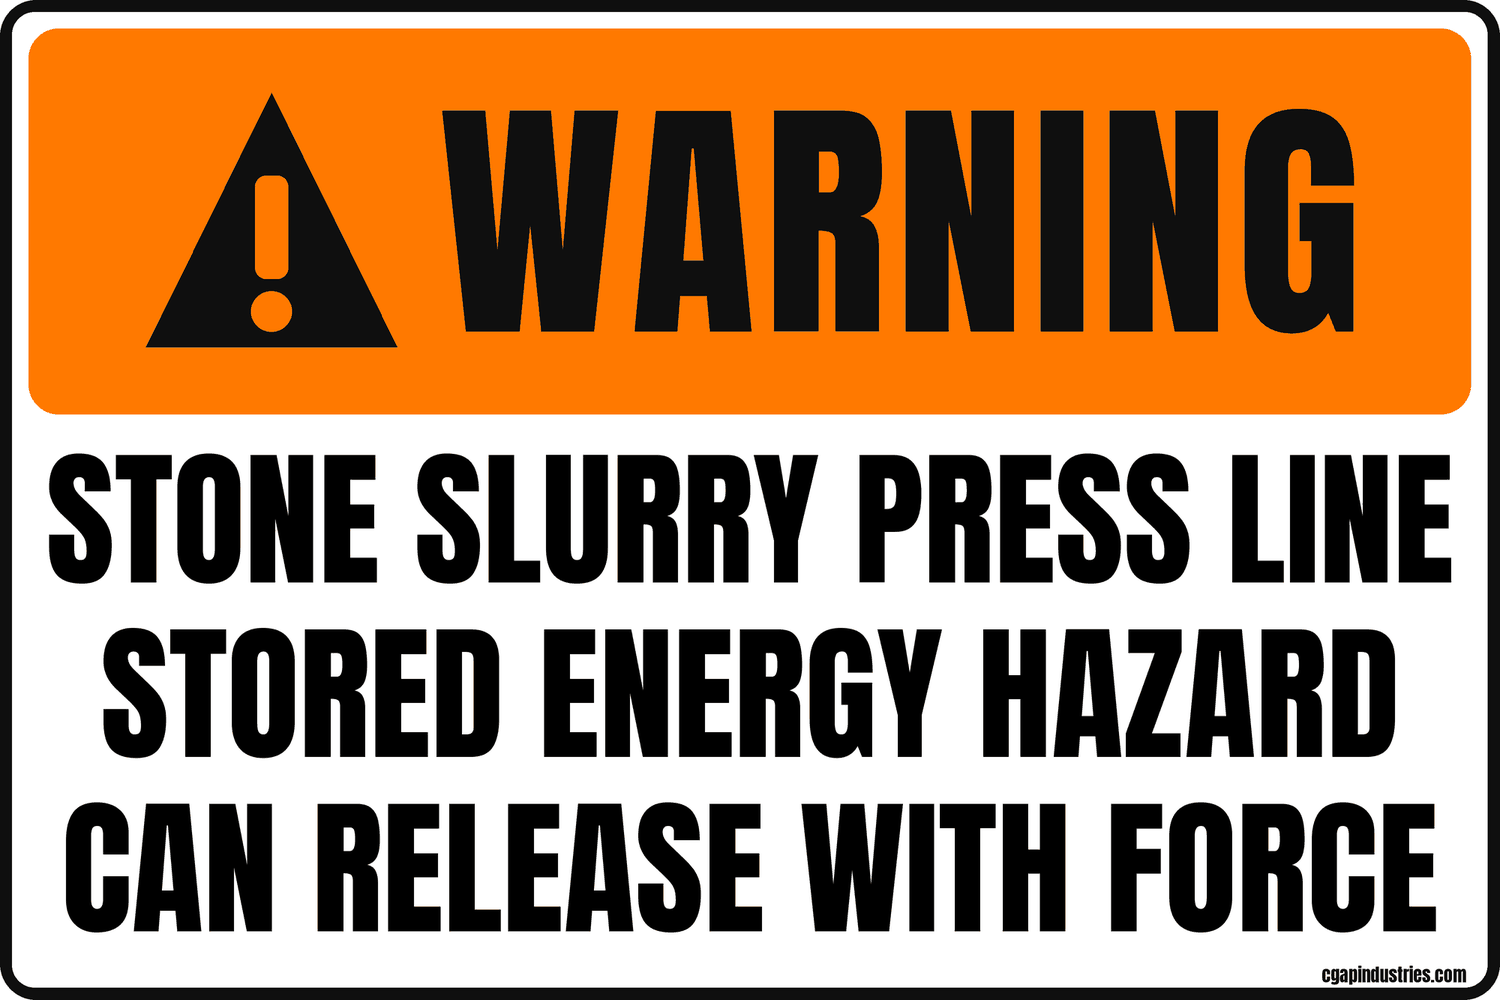 WARNING
STONE SLURRY PRESS LINE
STORED ENERGY HAZARD
CAN RELEASE WITH FORCE
cgapindustries.com